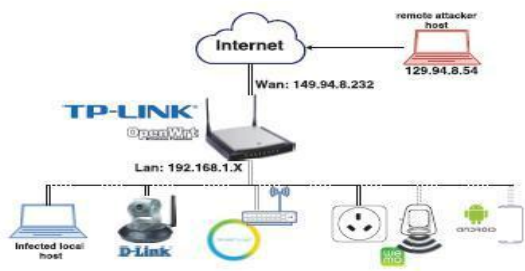 remote attacker
host
Internet
129.94.8.54
Wan: 149.94.8.232
TP-LINK
OpenWrt
Lan: 192.168.1.X
Infected local
host
D-Link
wemo
ANDROID